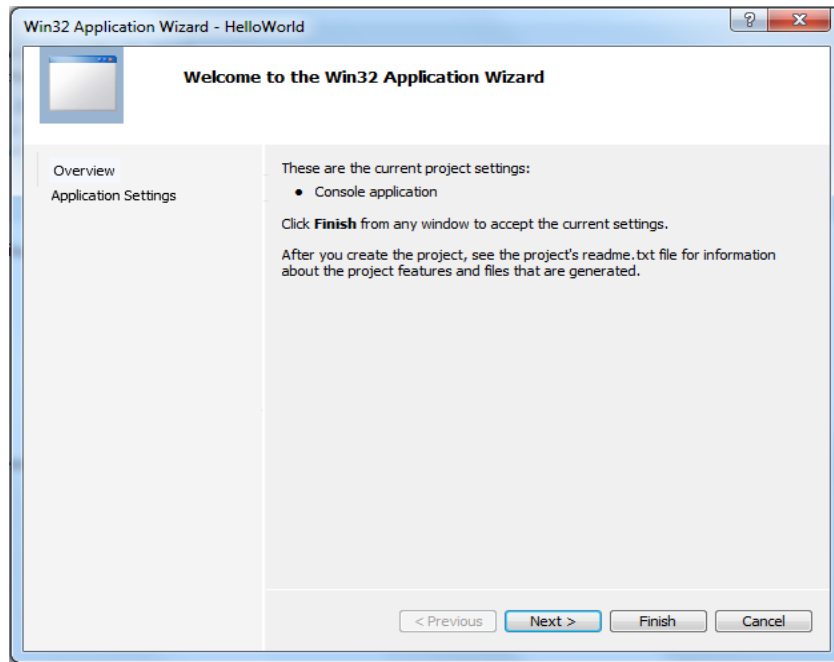 Win32 Application Wizard - HelloWorld
?
X
Welcome to the Win32 Application Wizard
Overview
Application Settings
These are the current project settings:
• Console application
Click Finish from any window to accept the current settings.
After you create the project, see the project's readme.txt file for information
about the project features and files that are generated.
< Previous
Next >
Finish
Cancel